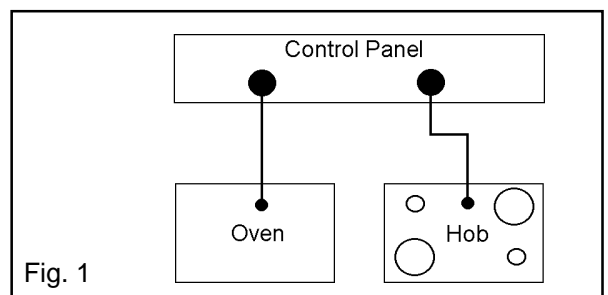 Control Panel
Oven
Hob
Fig. 1